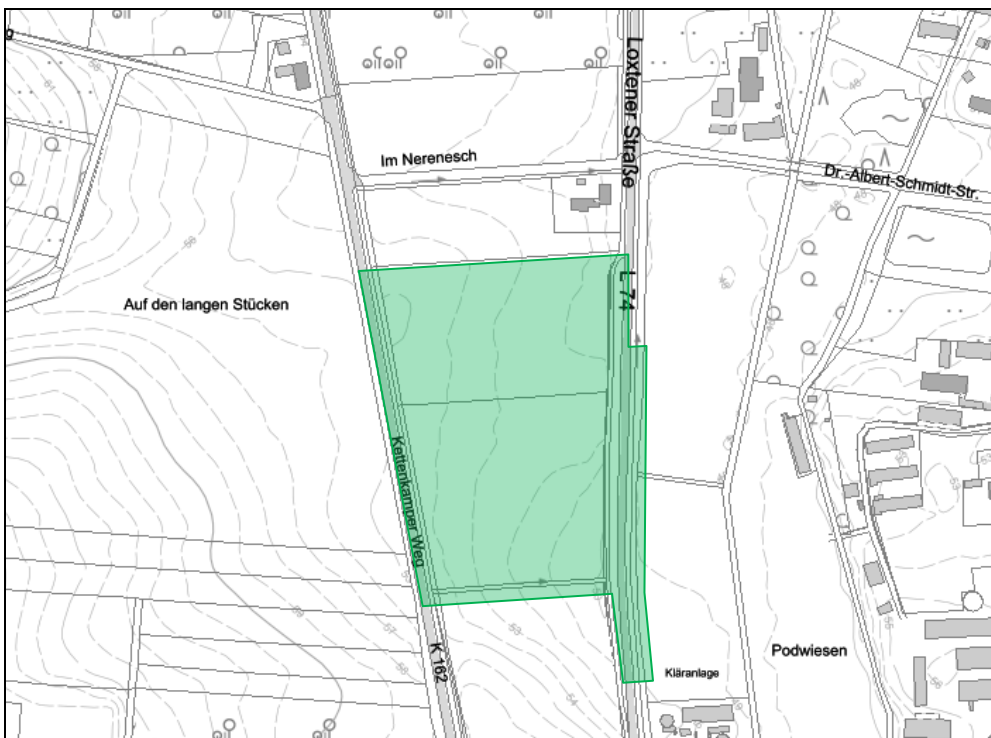 Loxtener Straße
Im Nerenesch
Dr.-Albert-Schmidt-Str.
L 74
Auf den langen Stücken
Kettenkamper Weg
K 162
Podwiesen
Kläranlage